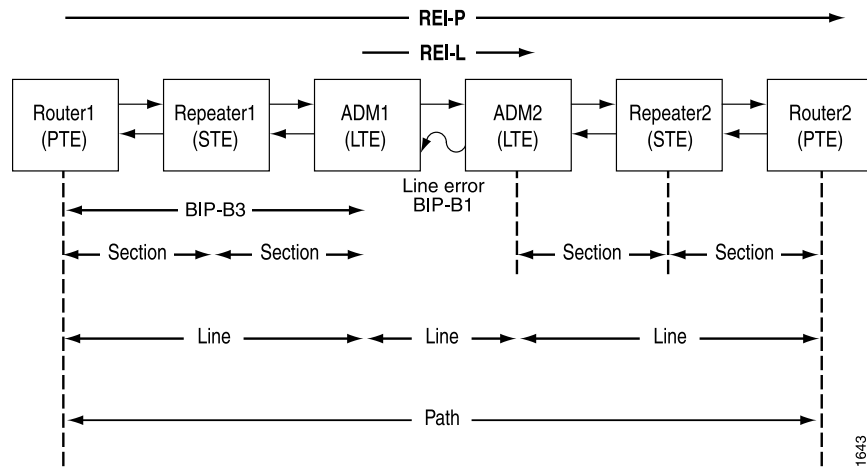 REI-P
REI-L
Router1
(PTE)
Repeater1
(STE)
ADM1
(LTE)
ADM2
(LTE)
Repeater2
(STE)
Router2
(PTE)
Line error
BIP-B1
BIP-B3
Section
Section
Section
Section
Line
Line
Line
Path
1643